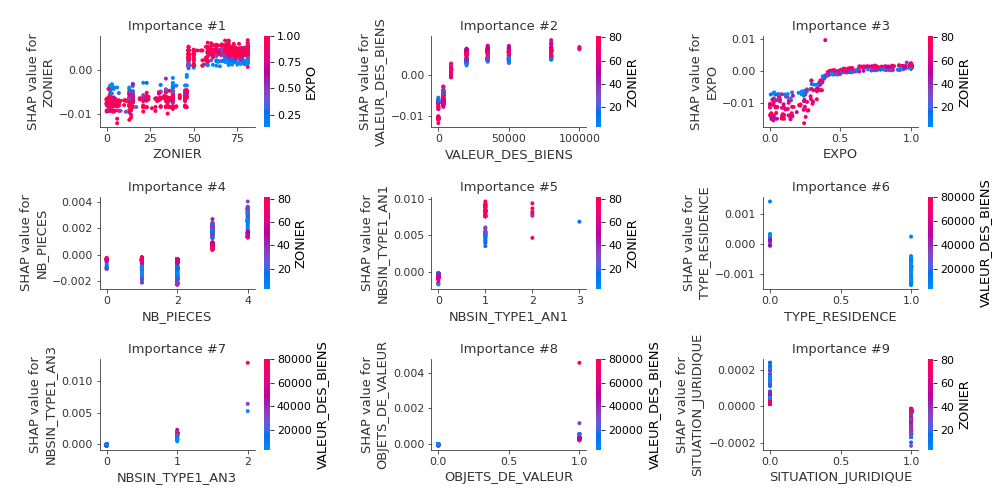 Importance #1
SHAP value for
ZONIER
0.00
−0.01
0
25
50
75
ZONIER
1.00
0.75
0.50
0.25
EXPO
Importance #2
SHAP value for
VALEUR_DES_BIENS
0.00
−0.01
0
50000
100000
VALEUR_DES_BIENS
80
60
40
20
ZONIER
Importance #3
SHAP value for
EXPO
0.01
0.00
−0.01
0.0
0.5
1.0
EXPO
80
60
40
20
ZONIER
Importance #4
SHAP value for
NB_PIECES
0.004
0.002
0.000
−0.002
0
2
4
NB_PIECES
80
60
40
20
ZONIER
Importance #5
SHAP value for
NBSIN_TYPE1_AN1
0.010
0.005
0.000
0
1
2
3
NBSIN_TYPE1_AN1
80
60
40
20
ZONIER
Importance #6
SHAP value for
TYPE_RESIDENCE
0.001
0.000
−0.001
0.0
0.5
1.0
TYPE_RESIDENCE
80000
60000
40000
20000
VALEUR_DES_BIENS
Importance #7
SHAP value for
NBSIN_TYPE1_AN3
0.010
0.005
0.000
0
1
2
NBSIN_TYPE1_AN3
80000
60000
40000
20000
VALEUR_DES_BIENS
Importance #8
SHAP value for
OBJETS_DE_VALEUR
0.004
0.002
0.000
0.0
0.5
1.0
OBJETS_DE_VALEUR
80000
60000
40000
20000
VALEUR_DES_BIENS
Importance #9
SHAP value for
SITUATION_JURIDIQUE
0.0002
0.0000
−0.0002
0.0
0.5
1.0
SITUATION_JURIDIQUE
80
60
40
20
ZONIER